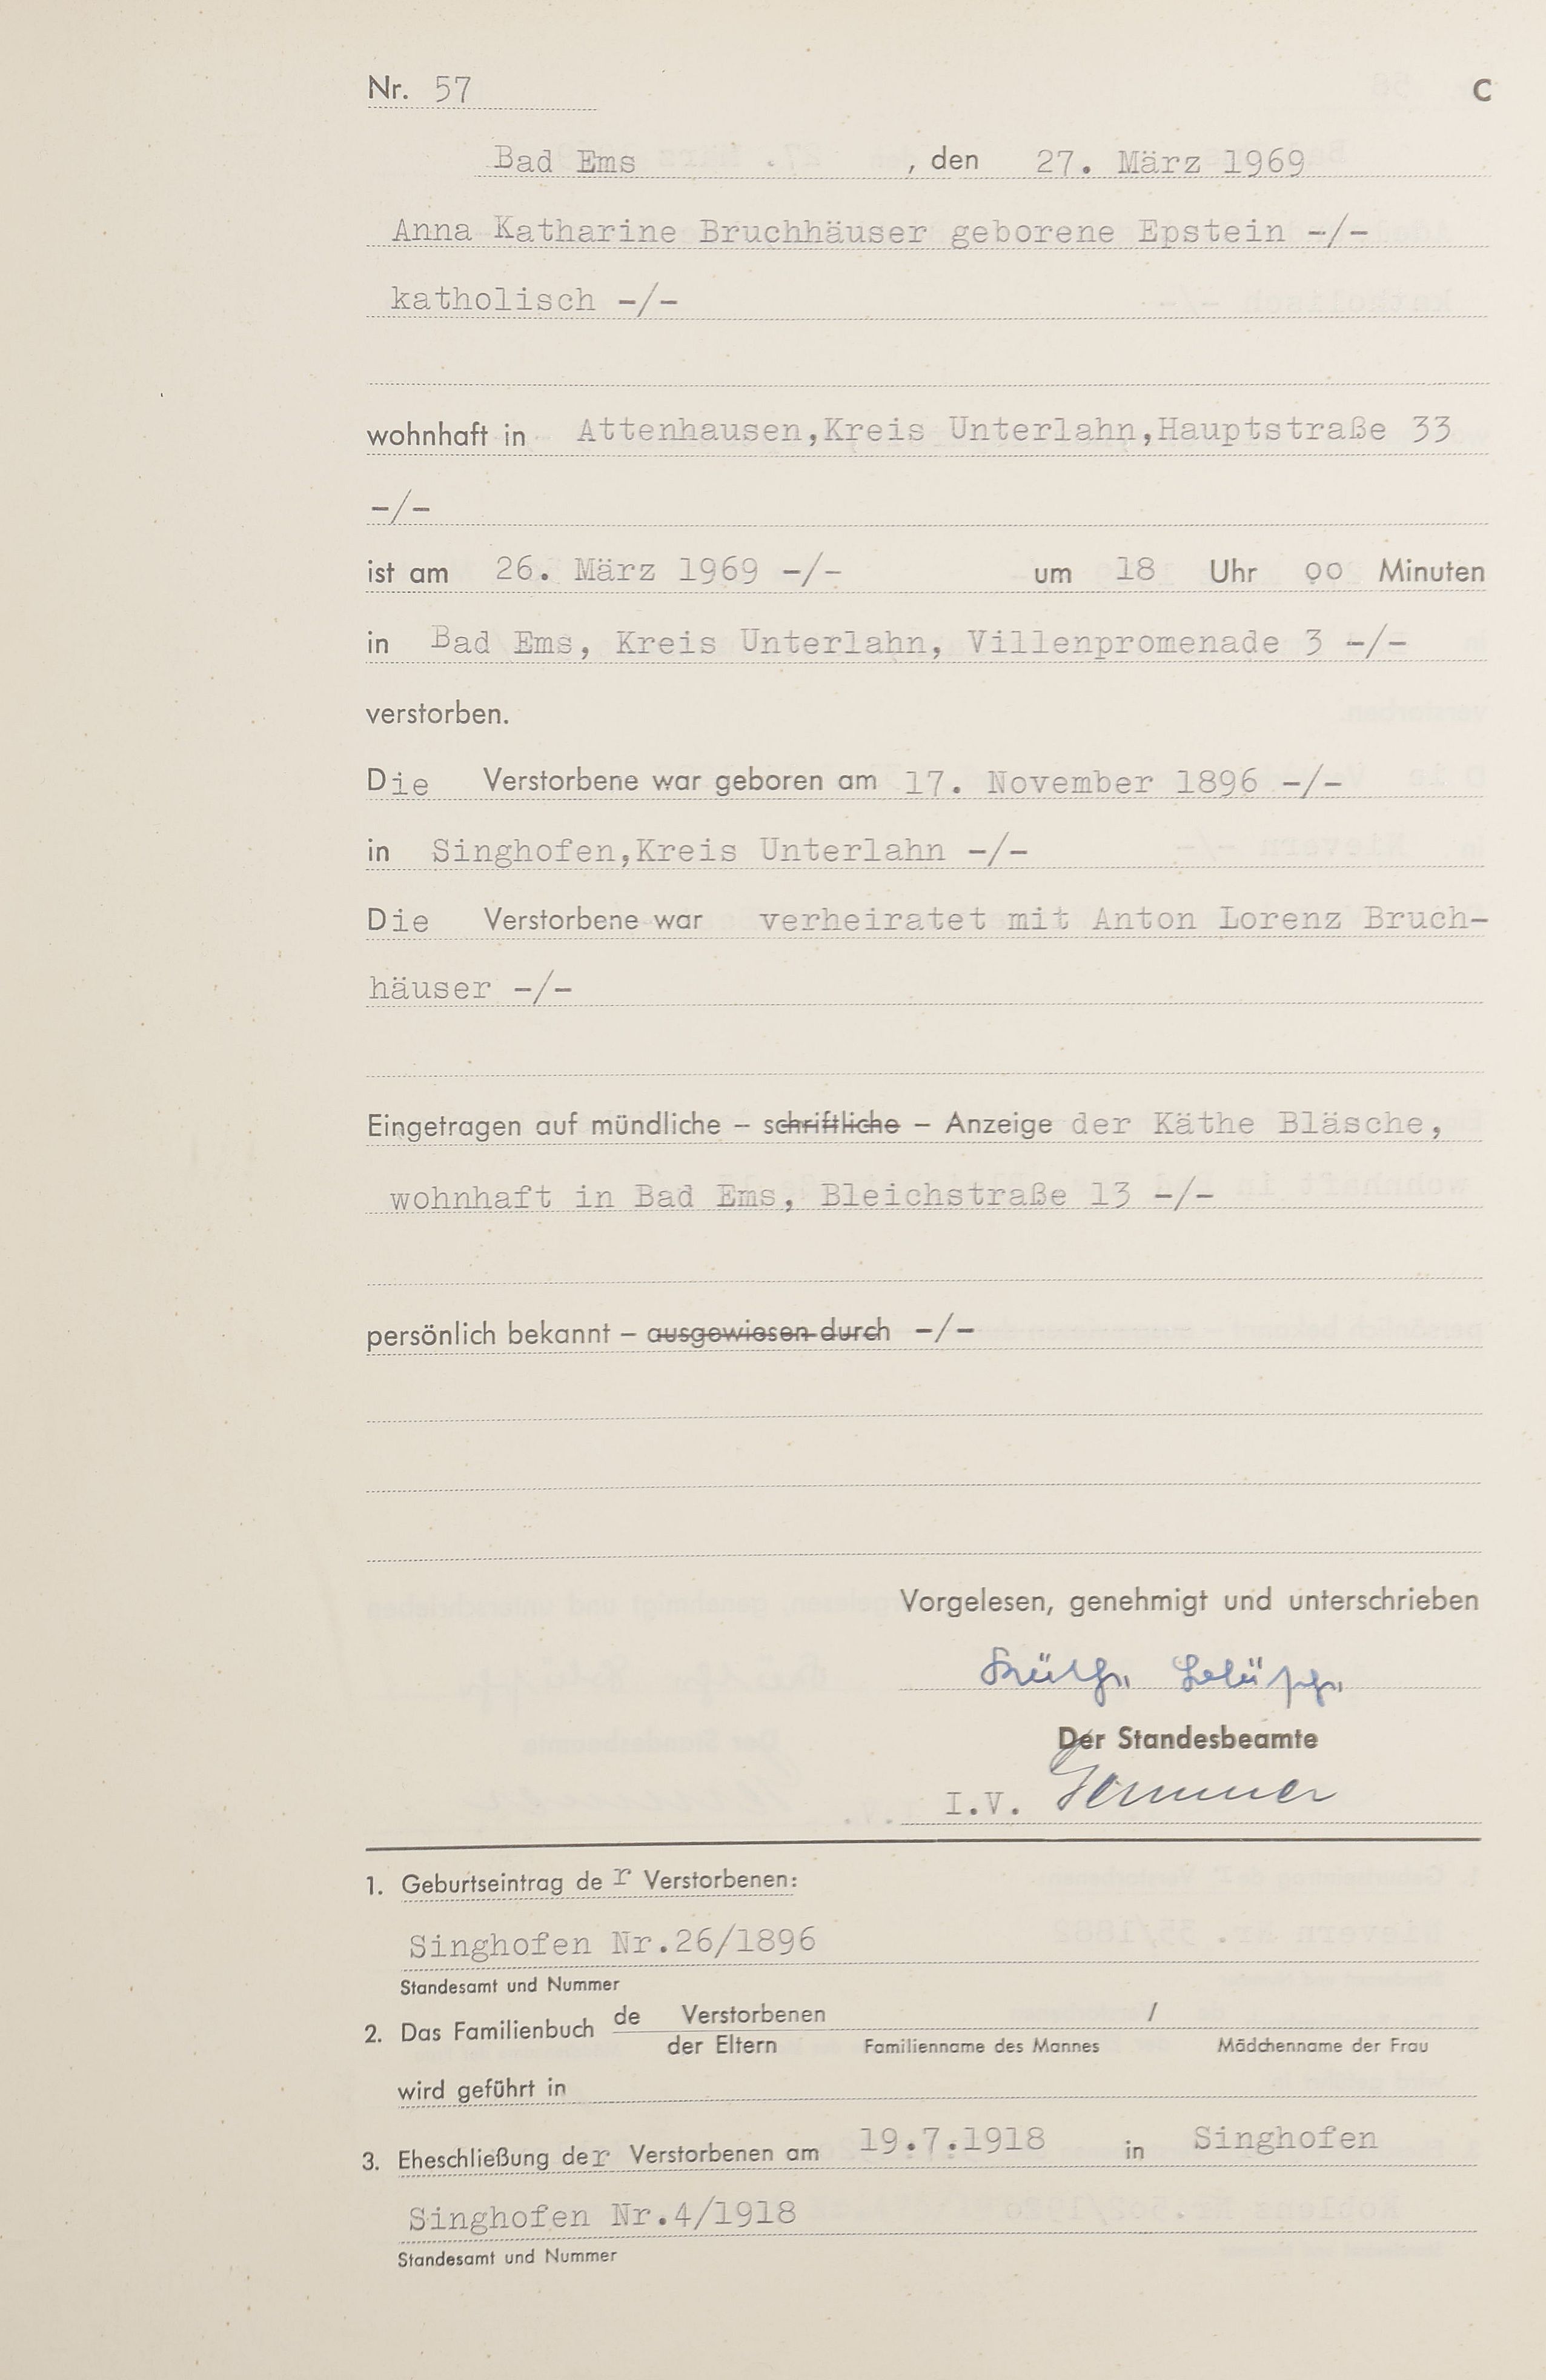 Nr. 57 C
Bad Ems , den 27. März 1969
Anna Katharine Bruchhäuser geborene Epstein -/-
katholisch -/-
wohnhaft in Attenhausen,Kreis Unterlahn,Hauptstraße 33
-/-
ist am 26. März 1969 -/- um 18 Uhr oo Minuten
in Bad Ems, Kreis Unterlahn, Villenpromenade 3 -/-
verstorben.
Die Verstorbene war geboren am 17. November 1896 -/-
in Singhofen,Kreis Unterlahn -/-
Die Verstorbene war verheiratet mit Anton Lorenz Bruch-
häuser -/-
Eingetragen auf mündliche – schriftliche – Anzeige der Käthe Bläsche,
wohnhaft in Bad Ems, Bleichstraße 13 -/-
persönlich bekannt – ausgewiesen durch -/-
Vorgelesen, genehmigt und unterschrieben
Käthe Bläsche
Der Standesbeamte
I.V.
1. Geburtseintrag der Verstorbenen:
Singhofen Nr.26/1896
Standesamt und Nummer
2. Das Familienbuch de Verstorbenen /
der Eltern Familienname des Mannes Mädchenname der Frau
wird geführt in
3. Eheschließung der Verstorbenen am 19.7.1918 in Singhofen
Singhofen Nr.4/1918
Standesamt und Nummer